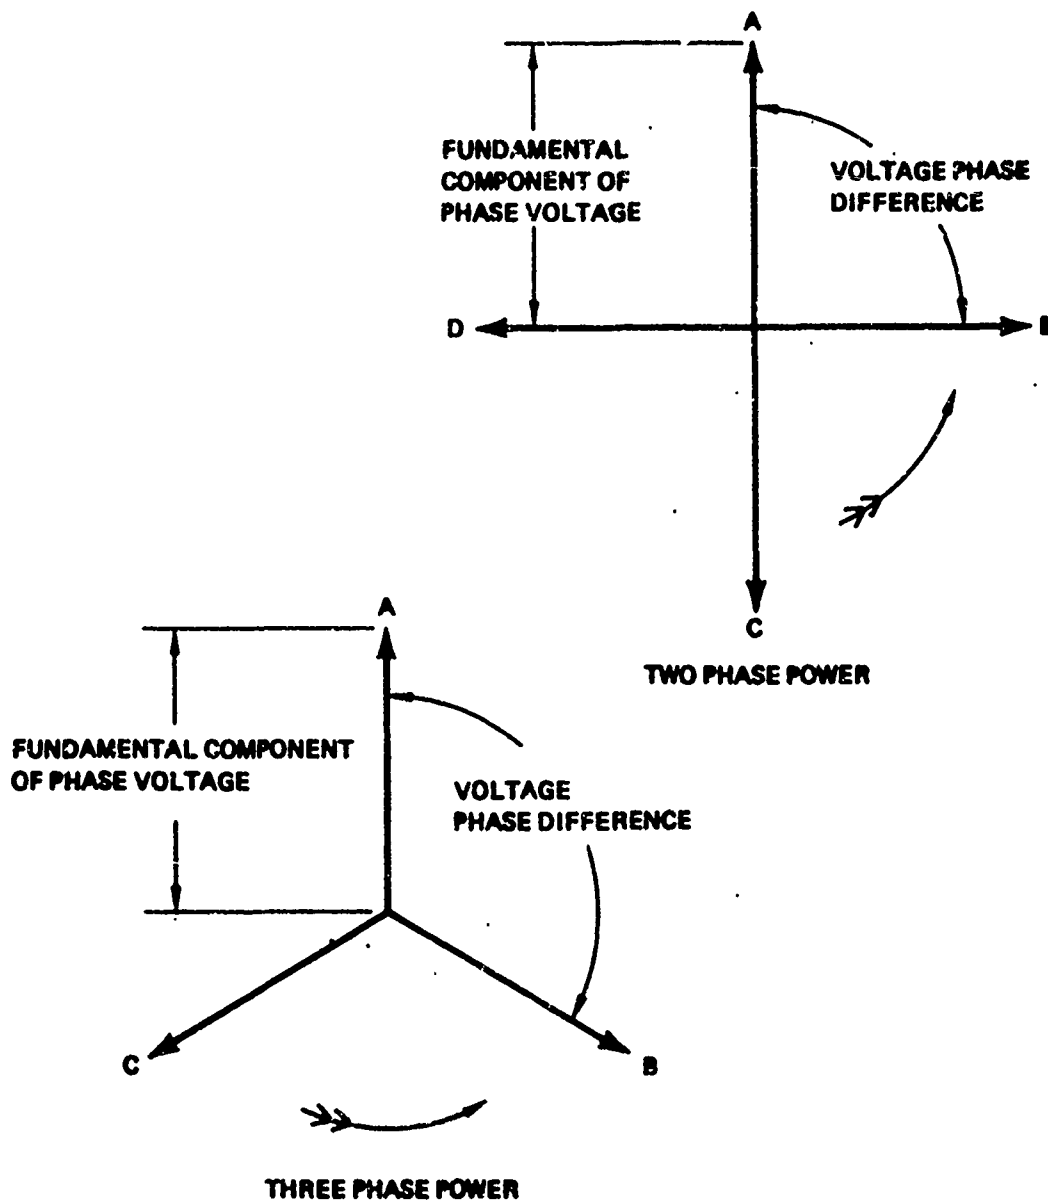 A
FUNDAMENTAL
COMPONENT OF
PHASE VOLTAGE
VOLTAGE PHASE
DIFFERENCE
D
C
TWO PHASE POWER
A
FUNDAMENTAL COMPONENT
OF PHASE VOLTAGE
VOLTAGE
PHASE DIFFERENCE
C
B
THREE PHASE POWER